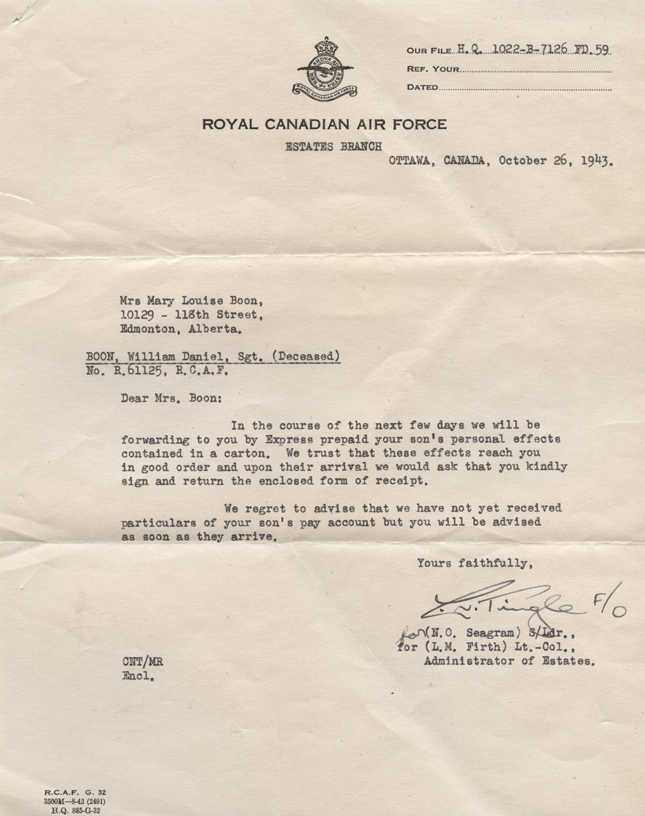 OUR FILE H.Q. 1022-B-7126 FD.59
REF. YOUR
DATED
ROYAL CANADIAN AIR FORCE
ESTATES BRANCH
OTTAWA, CANADA, October 26, 1943.
Mrs Mary Louise Boon,
10129 - 118th Street,
Edmonton, Alberta.
BOON, William Daniel, Sgt. (Deceased)
No. R.61125, R.C.A.F.
Dear Mrs. Boon:
In the course of the next few days we will be
forwarding to you by Express prepaid your son's personal effects
contained in a carton. We trust that these effects reach you
in good order and upon their arrival we would ask that you kindly
sign and return the enclosed form of receipt.
We regret to advise that we have not yet received
particulars of your son's pay account but you will be advised
as soon as they arrive.
Yours faithfully,
Tingle F/O
for (N.O. Seagram) S/Ldr.,
for (L.M. Firth) Lt.-Col.,
Administrator of Estates.
CNT/MR
Encl.
R.C.A.F. G. 32
3500M—8-42 (2491)
H.Q. 885-G-32